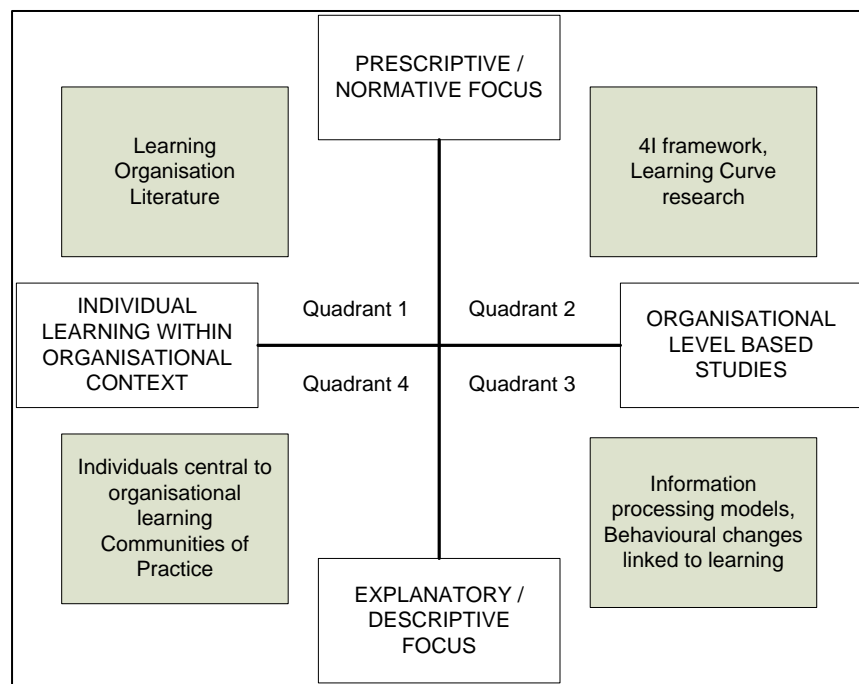 PRESCRIPTIVE /
NORMATIVE FOCUS
Learning
Organisation
Literature
4I framework,
Learning Curve
research
INDIVIDUAL
LEARNING WITHIN
ORGANISATIONAL
CONTEXT
Quadrant 1
Quadrant 2
ORGANISATIONAL
LEVEL BASED
STUDIES
Quadrant 4
Quadrant 3
Individuals central to
organisational
learning
Communities of
Practice
Information
processing models,
Behavioural changes
linked to learning
EXPLANATORY /
DESCRIPTIVE
FOCUS